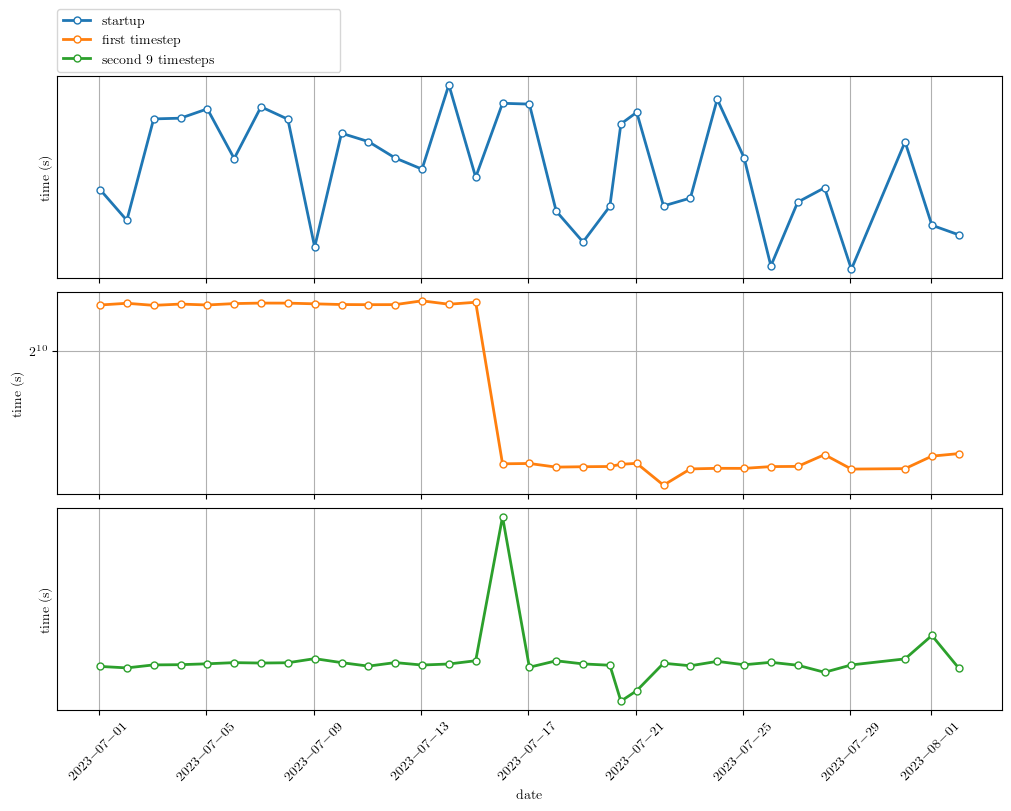 startup
first timestep
second 9 timesteps
time (s)
2^10
time (s)
time (s)
2023−07−01
2023−07−05
2023−07−09
2023−07−13
2023−07−17
2023−07−21
2023−07−25
2023−07−29
2023−08−01
date